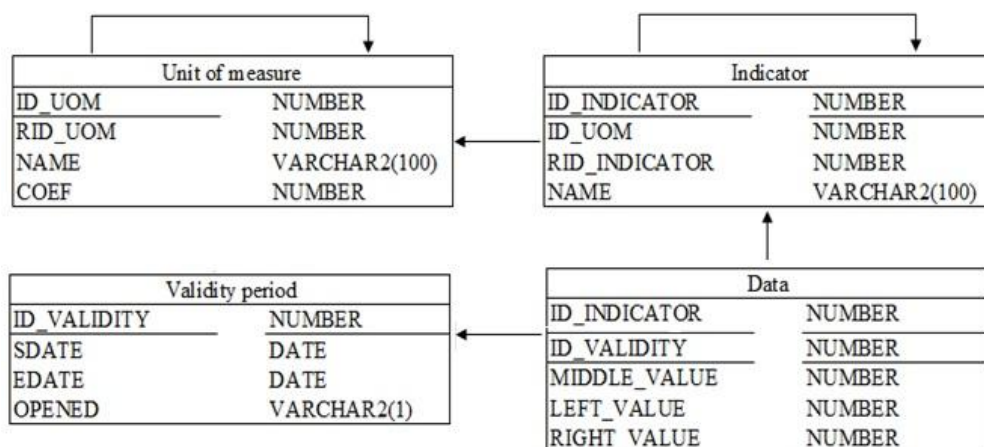 Unit of measure
ID_UOM NUMBER
RID_UOM NUMBER
NAME VARCHAR2(100)
COEF NUMBER
Indicator
ID_INDICATOR NUMBER
ID_UOM NUMBER
RID_INDICATOR NUMBER
NAME VARCHAR2(100)
Validity period
ID_VALIDITY NUMBER
SDATE DATE
EDATE DATE
OPENED VARCHAR2(1)
Data
ID_INDICATOR NUMBER
ID_VALIDITY NUMBER
MIDDLE_VALUE NUMBER
LEFT_VALUE NUMBER
RIGHT_VALUE NUMBER